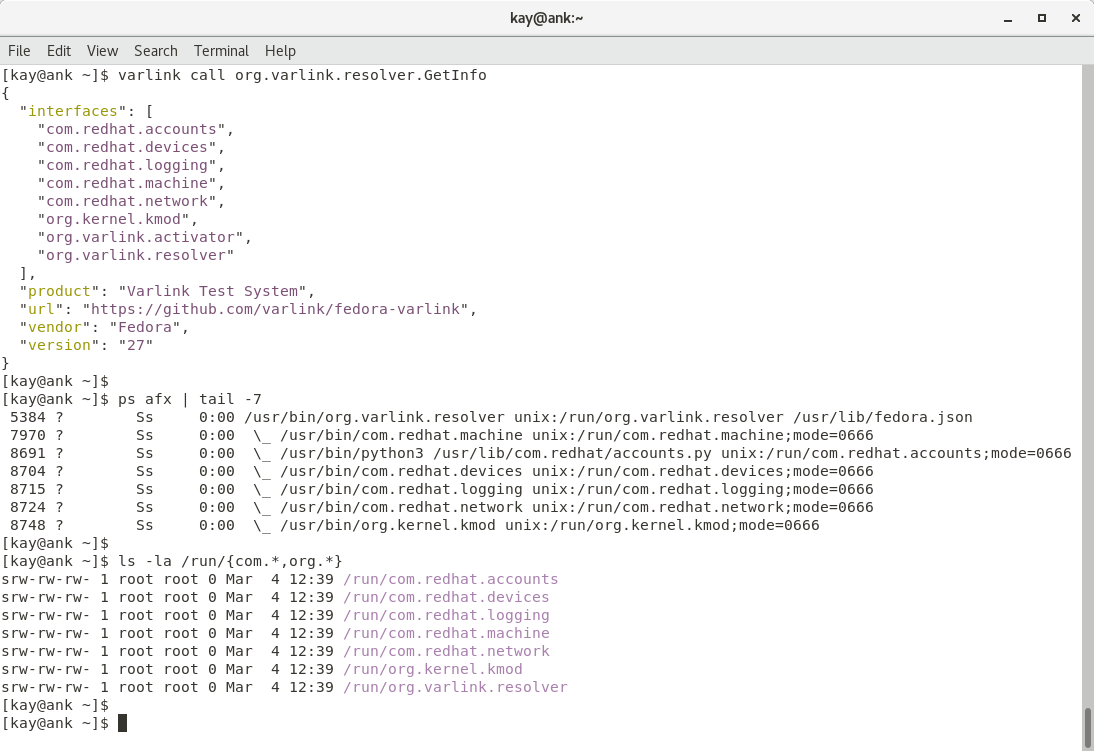 kay@ank:~
File Edit View Search Terminal Help
[kay@ank ~]$ varlink call org.varlink.resolver.GetInfo
{
  "interfaces": [
    "com.redhat.accounts",
    "com.redhat.devices",
    "com.redhat.logging",
    "com.redhat.machine",
    "com.redhat.network",
    "org.kernel.kmod",
    "org.varlink.activator",
    "org.varlink.resolver"
  ],
  "product": "Varlink Test System",
  "url": "https://github.com/varlink/fedora-varlink",
  "vendor": "Fedora",
  "version": "27"
}
[kay@ank ~]$
[kay@ank ~]$ ps afx | tail -7
 5384 ?        Ss     0:00 /usr/bin/org.varlink.resolver unix:/run/org.varlink.resolver /usr/lib/fedora.json
 7970 ?        Ss     0:00  \_ /usr/bin/com.redhat.machine unix:/run/com.redhat.machine;mode=0666
 8691 ?        Ss     0:00  \_ /usr/bin/python3 /usr/lib/com.redhat/accounts.py unix:/run/com.redhat.accounts;mode=0666
 8704 ?        Ss     0:00  \_ /usr/bin/com.redhat.devices unix:/run/com.redhat.devices;mode=0666
 8715 ?        Ss     0:00  \_ /usr/bin/com.redhat.logging unix:/run/com.redhat.logging;mode=0666
 8724 ?        Ss     0:00  \_ /usr/bin/com.redhat.network unix:/run/com.redhat.network;mode=0666
 8748 ?        Ss     0:00  \_ /usr/bin/org.kernel.kmod unix:/run/org.kernel.kmod;mode=0666
[kay@ank ~]$
[kay@ank ~]$ ls -la /run/{com.*,org.*}
srw-rw-rw- 1 root root 0 Mar  4 12:39 /run/com.redhat.accounts
srw-rw-rw- 1 root root 0 Mar  4 12:39 /run/com.redhat.devices
srw-rw-rw- 1 root root 0 Mar  4 12:39 /run/com.redhat.logging
srw-rw-rw- 1 root root 0 Mar  4 12:39 /run/com.redhat.machine
srw-rw-rw- 1 root root 0 Mar  4 12:39 /run/com.redhat.network
srw-rw-rw- 1 root root 0 Mar  4 12:39 /run/org.kernel.kmod
srw-rw-rw- 1 root root 0 Mar  4 12:39 /run/org.varlink.resolver
[kay@ank ~]$
[kay@ank ~]$